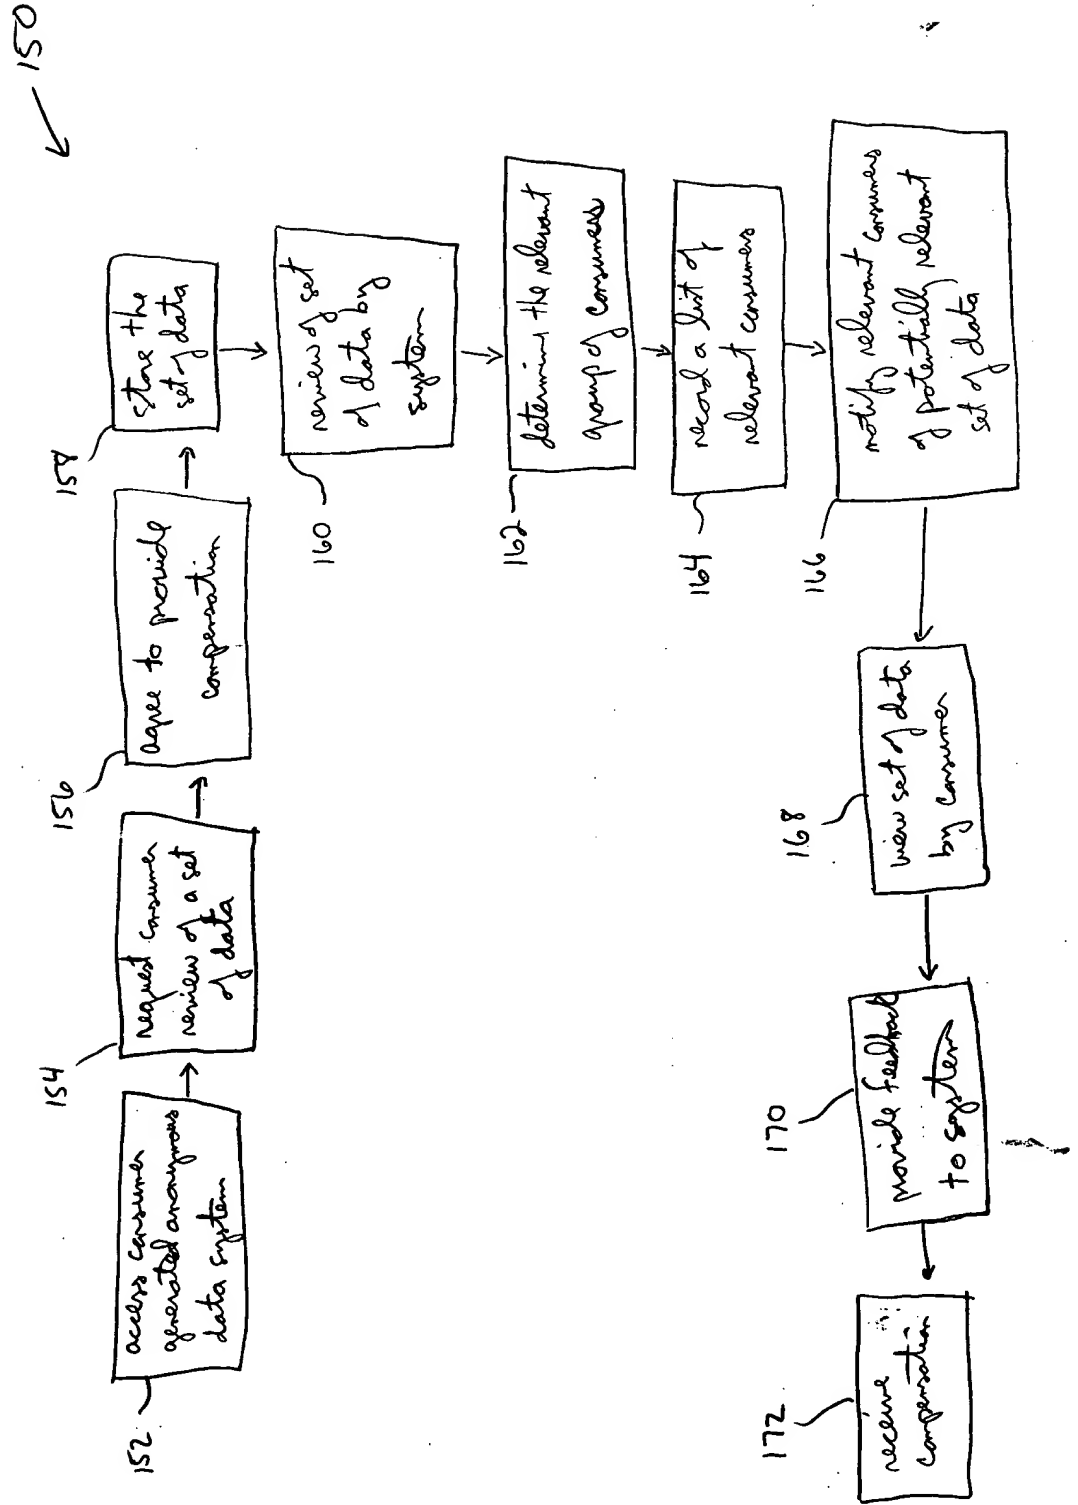 150
152
access consumer
generated anonymous
data system
154
request consumer
review of a set
of data
156
agree to provide
compensation
158
store the
set of data
160
review of set
of data by
system
162
determine the relevant
group of consumers
164
record a list of
relevant consumers
166
notify relevant consumers
of potentially relevant
set of data
168
view set of data
by consumer
170
provide feedback
to system
172
receive
compensation